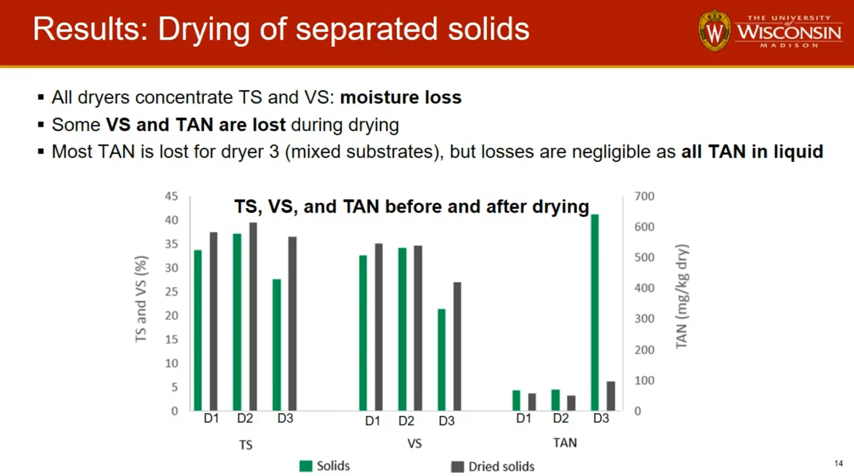 Results: Drying of separated solids
THE UNIVERSITY
of
WISCONSIN
MADISON
W
▪ All dryers concentrate TS and VS: moisture loss
▪ Some VS and TAN are lost during drying
▪ Most TAN is lost for dryer 3 (mixed substrates), but losses are negligible as all TAN in liquid
TS, VS, and TAN before and after drying
TS and VS (%)
45
40
35
30
25
20
15
10
5
0
700
600
500
400
300
200
100
0
TAN (mg/kg dry)
D1 D2 D3 D1 D2 D3 D1 D2 D3
TS VS TAN
Solids Dried solids
14